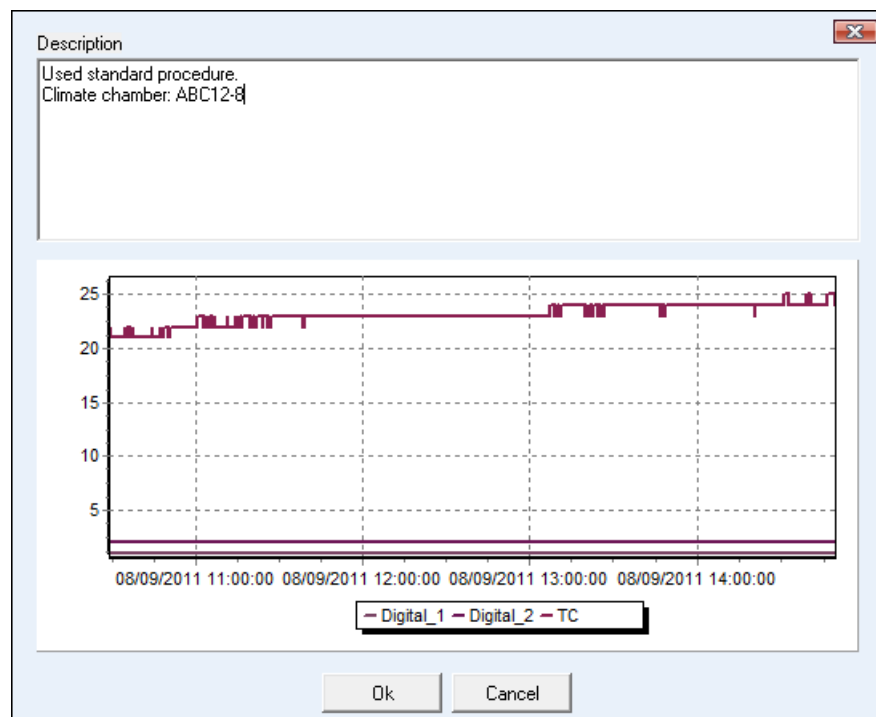 Description
Used standard procedure.
Climate chamber: ABC12-8
25
20
15
10
5
08/09/2011 11:00:00 08/09/2011 12:00:00 08/09/2011 13:00:00 08/09/2011 14:00:00
Digital_1 Digital_2 TC
Ok Cancel